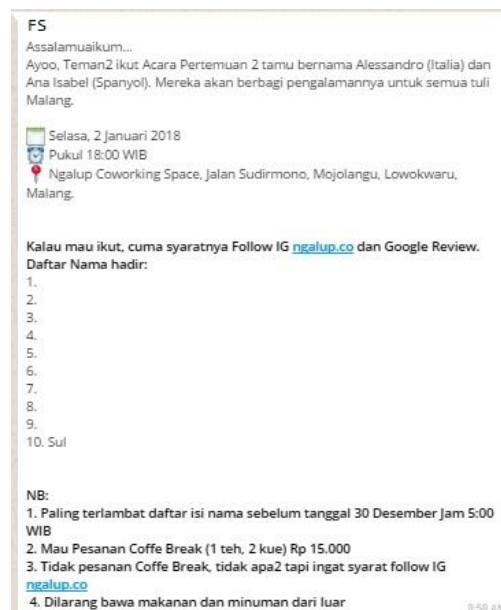 FS
Assalamuaikum...
Ayoo, Teman2 ikut Acara Pertemuan 2 tamu bernama Alessandro (Italia) dan
Ana Isabel (Spanyol). Mereka akan berbagi pengalamannya untuk semua tuli
Malang.
Selasa, 2 Januari 2018
Pukul 18:00 WIB
Ngalup Coworking Space, Jalan Sudirmono, Mojolangu, Lowokwaru,
Malang.
Kalau mau ikut, cuma syaratnya Follow IG ngalup.co dan Google Review.
Daftar Nama hadir:
1.
2.
3.
4.
5.
6.
7.
8.
9.
10. Sul
NB:
1. Paling terlambat daftar isi nama sebelum tanggal 30 Desember Jam 5:00
WIB
2. Mau Pesanan Coffe Break (1 teh, 2 kue) Rp 15.000
3. Tidak pesanan Coffe Break, tidak apa2 tapi ingat syarat follow IG
ngalup.co
4. Dilarang bawa makanan dan minuman dari luar